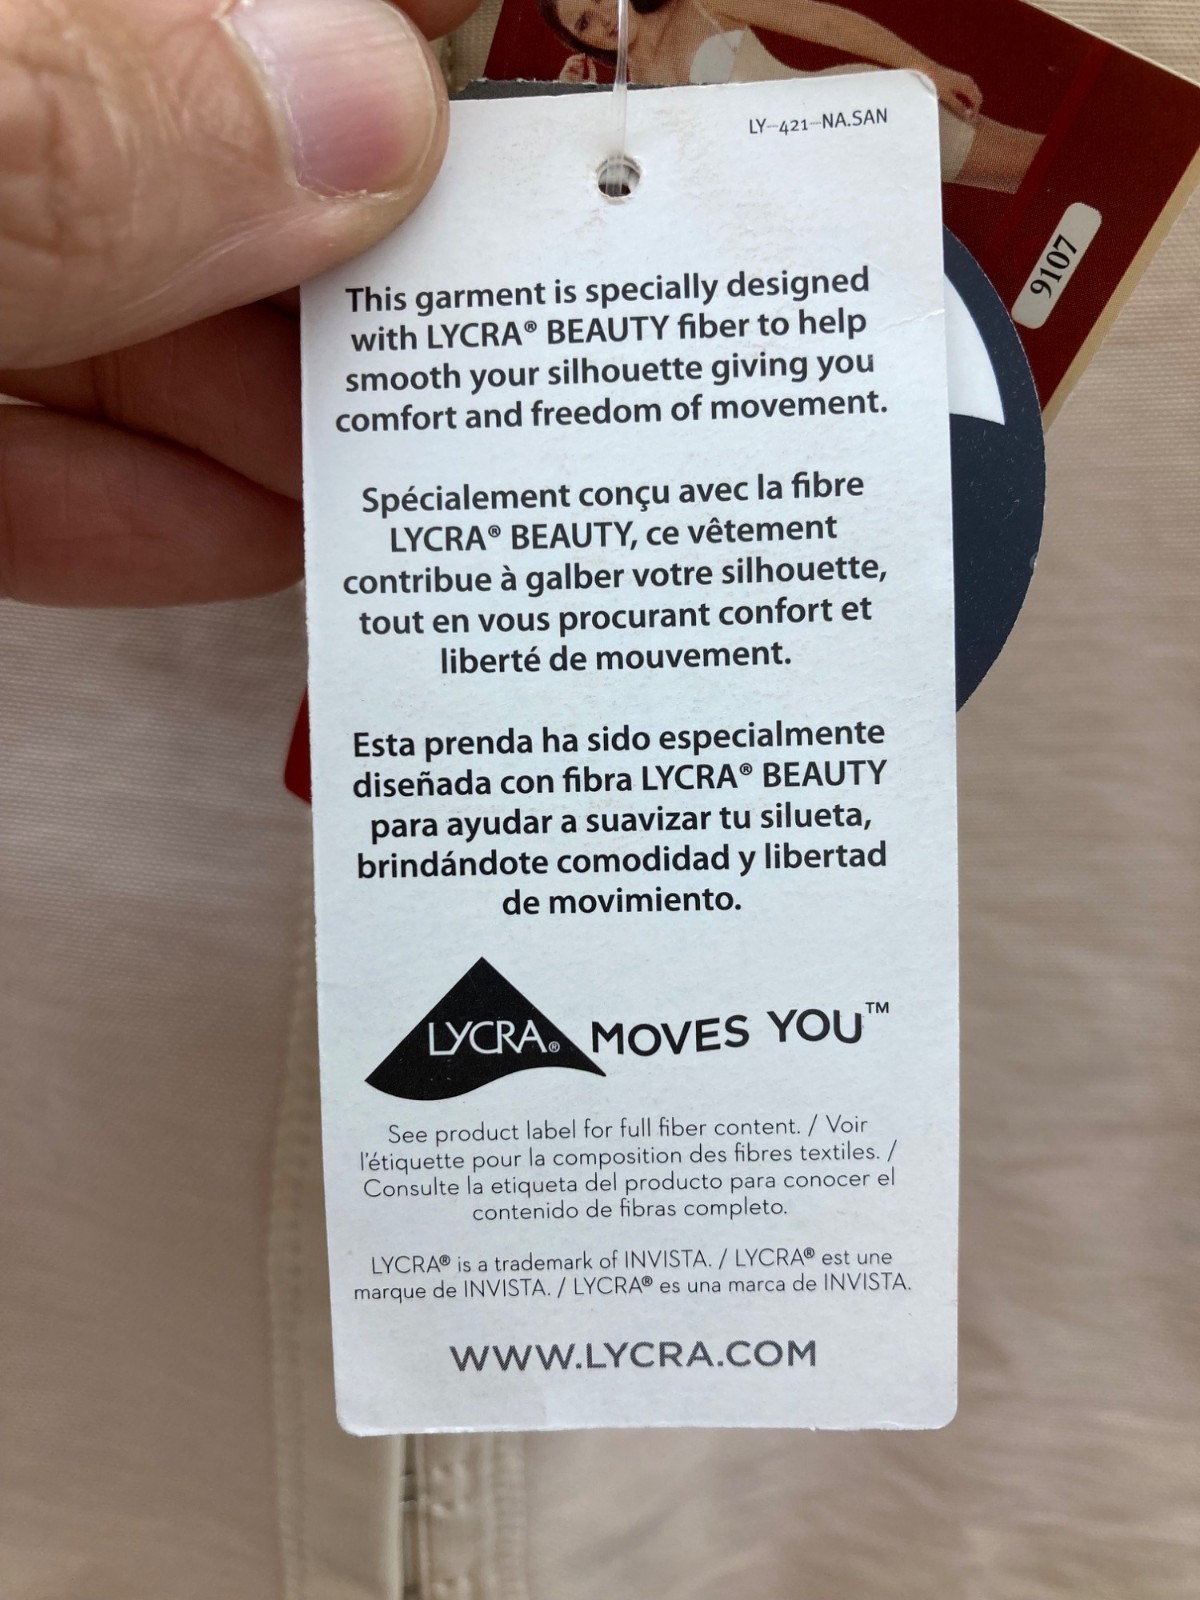 LY-421-NA.SAN
9107
This garment is specially designed
with LYCRA® BEAUTY fiber to help
smooth your silhouette giving you
comfort and freedom of movement.
Spécialement conçu avec la fibre
LYCRA® BEAUTY, ce vêtement
contribue à galber votre silhouette,
tout en vous procurant confort et
liberté de mouvement.
Esta prenda ha sido especialmente
diseñada con fibra LYCRA® BEAUTY
para ayudar a suavizar tu silueta,
brindándote comodidad y libertad
de movimiento.
LYCRA® MOVES YOU™
See product label for full fiber content. / Voir
l'étiquette pour la composition des fibres textiles. /
Consulte la etiqueta del producto para conocer el
contenido de fibras completo.
LYCRA® is a trademark of INVISTA. / LYCRA® est une
marque de INVISTA. / LYCRA® es una marca de INVISTA.
WWW.LYCRA.COM